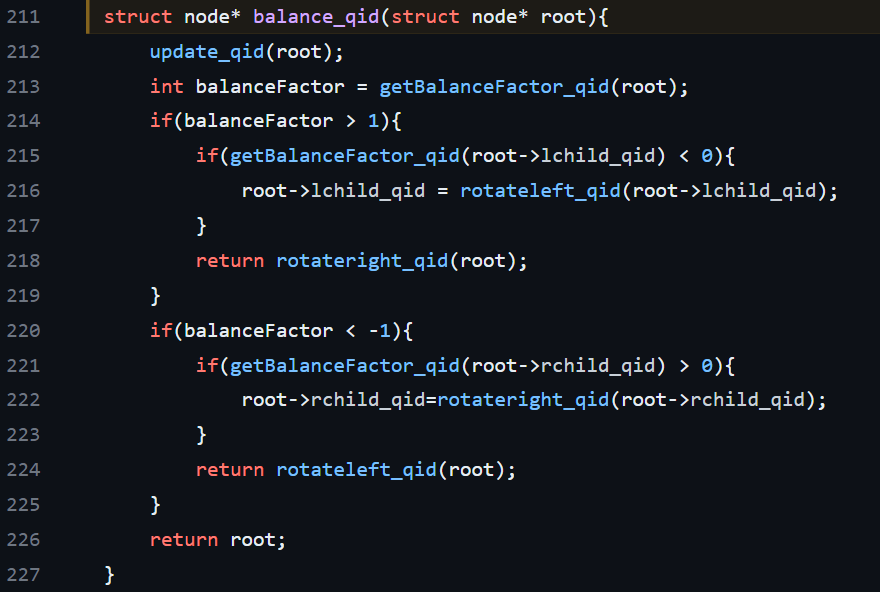 211 struct node* balance_qid(struct node* root){
212     update_qid(root);
213     int balanceFactor = getBalanceFactor_qid(root);
214     if(balanceFactor > 1){
215         if(getBalanceFactor_qid(root->lchild_qid) < 0){
216             root->lchild_qid = rotateleft_qid(root->lchild_qid);
217         }
218         return rotateright_qid(root);
219     }
220     if(balanceFactor < -1){
221         if(getBalanceFactor_qid(root->rchild_qid) > 0){
222             root->rchild_qid=rotateright_qid(root->rchild_qid);
223         }
224         return rotateleft_qid(root);
225     }
226     return root;
227 }